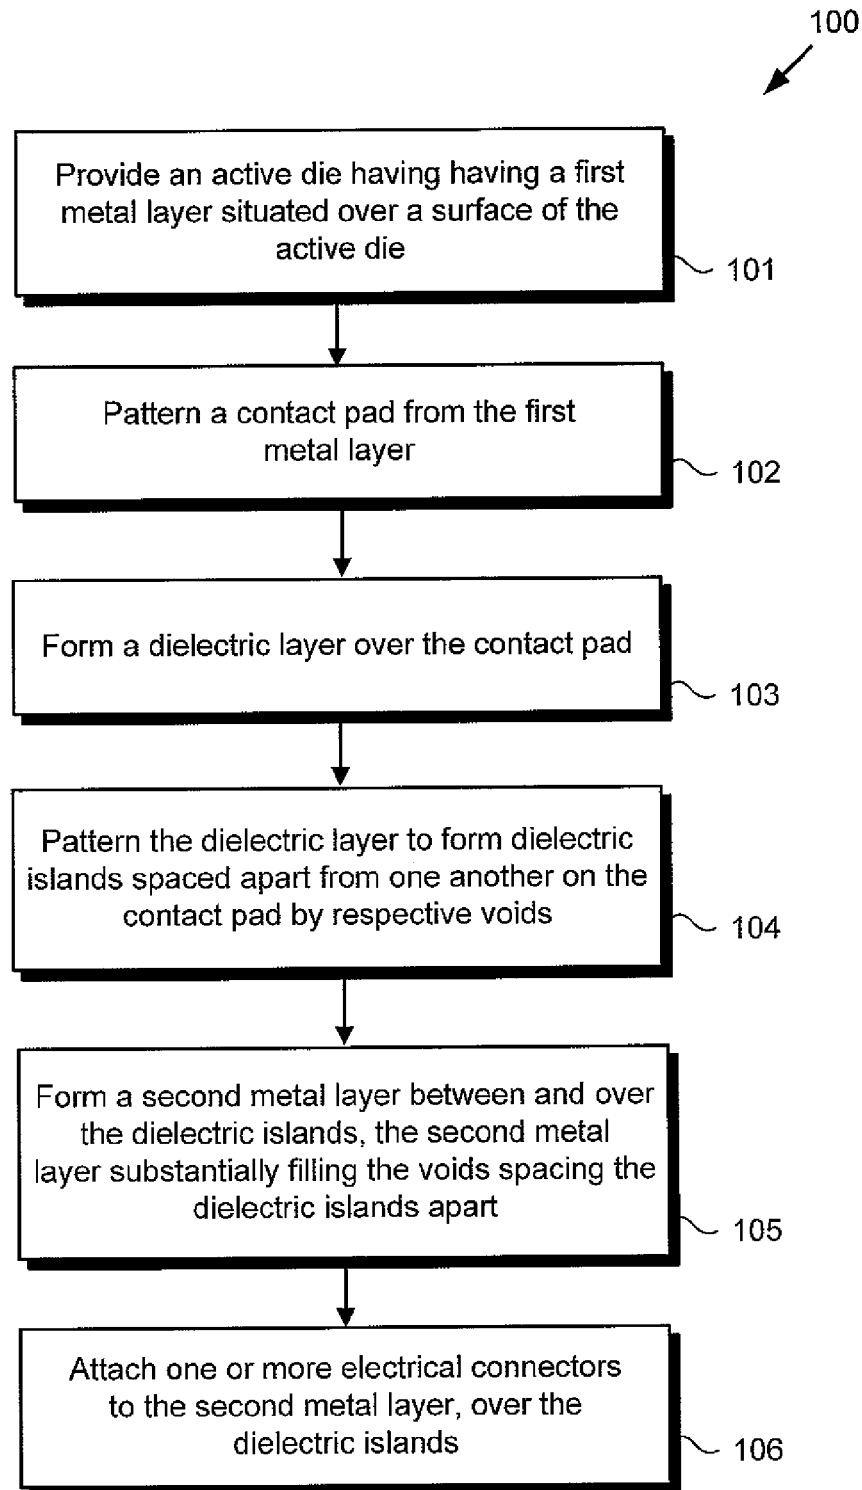 100
Provide an active die having having a first
metal layer situated over a surface of the
active die
101
Pattern a contact pad from the first
metal layer
102
Form a dielectric layer over the contact pad
103
Pattern the dielectric layer to form dielectric
islands spaced apart from one another on the
contact pad by respective voids
104
Form a second metal layer between and over
the dielectric islands, the second metal
layer substantially filling the voids spacing the
dielectric islands apart
105
Attach one or more electrical connectors
to the second metal layer, over the
dielectric islands
106